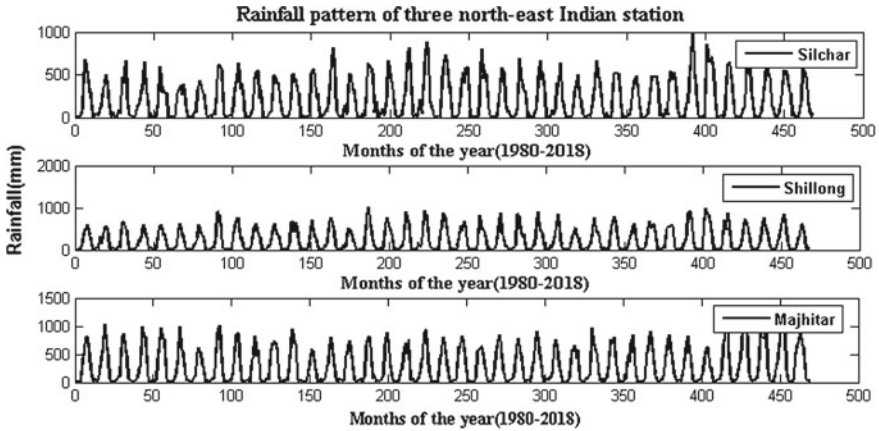 Rainfall pattern of three north-east Indian station
1000
500
0
Silchar
0 50 100 150 200 250 300 350 400 450 500
Months of the year(1980-2018)
Rainfall(mm)
2000
1000
0
Shillong
0 50 100 150 200 250 300 350 400 450 500
Months of the year(1980-2018)
1500
1000
500
0
Majhitar
0 50 100 150 200 250 300 350 400 450 500
Months of the year(1980-2018)